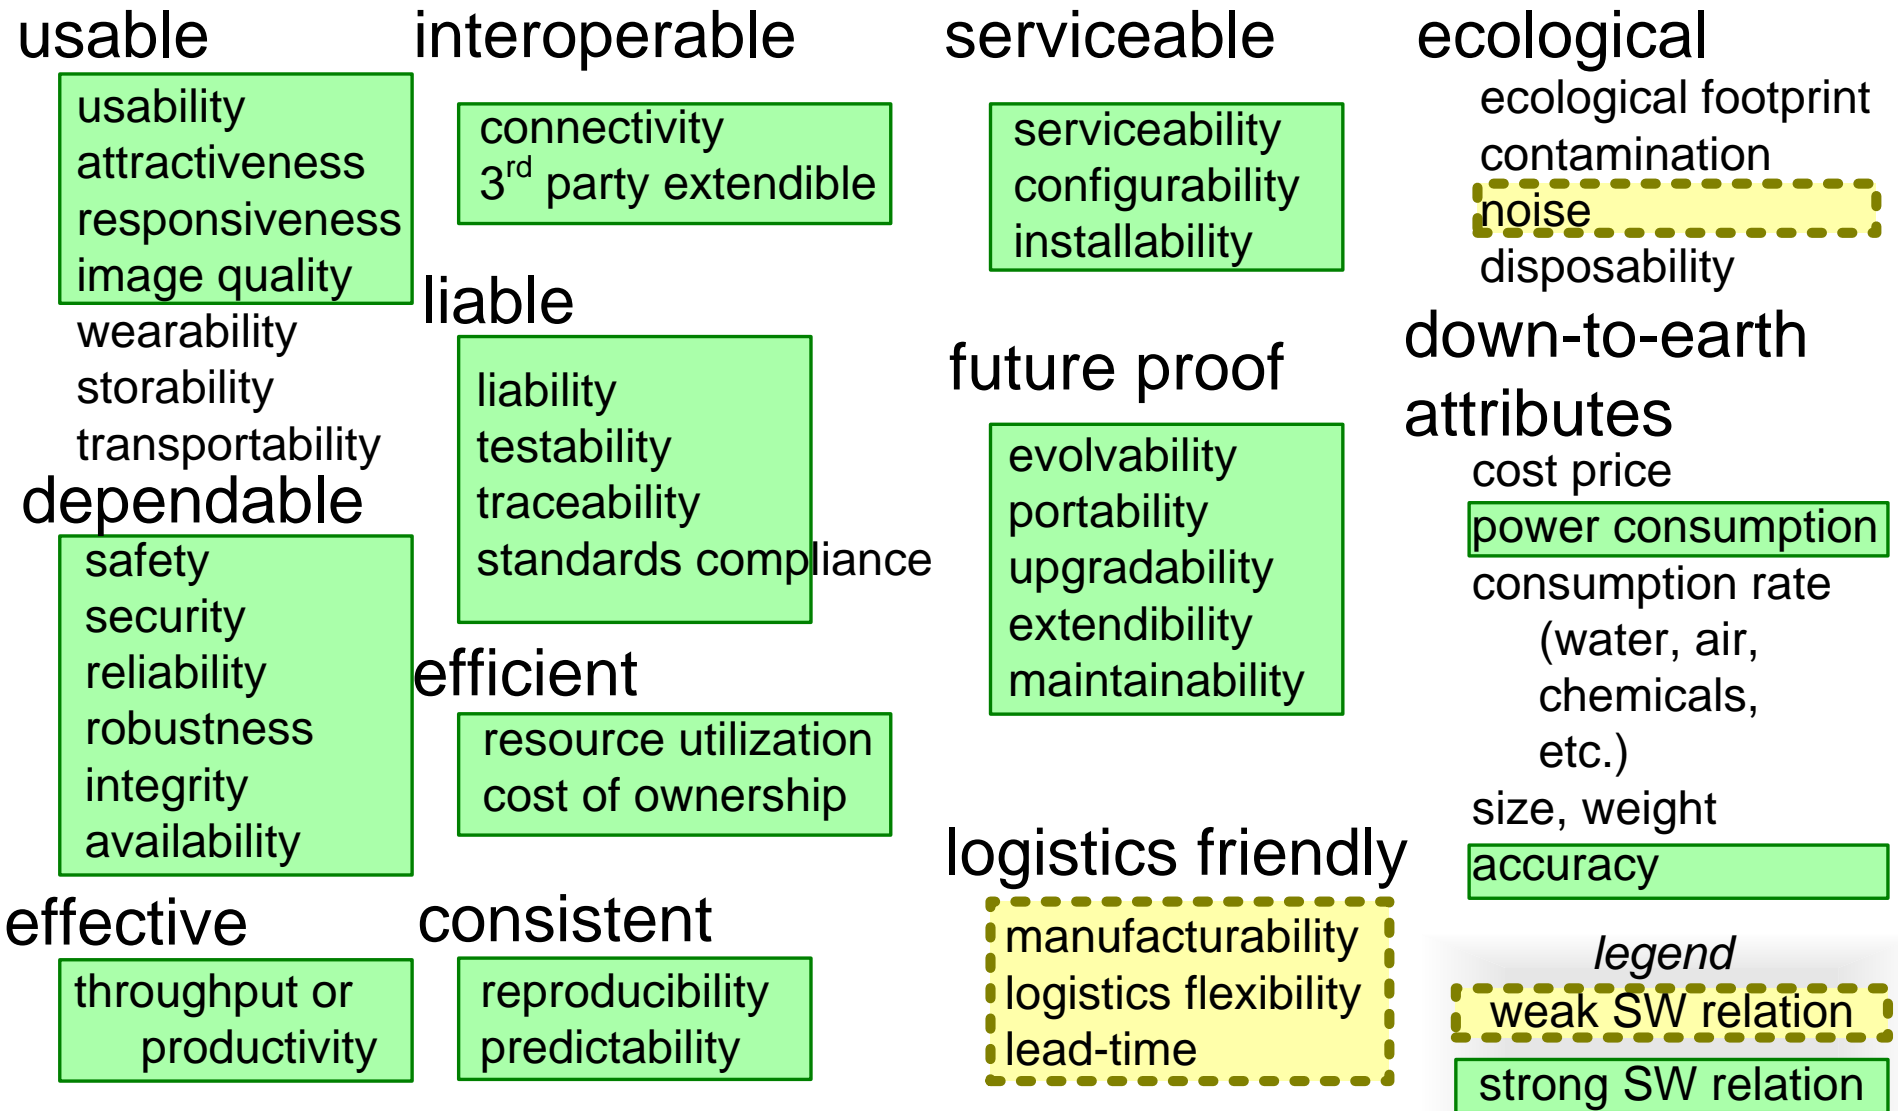 usable
usability
attractiveness
responsiveness
image quality
wearability
storability
transportability
dependable
safety
security
reliability
robustness
integrity
availability
effective
throughput or
productivity
interoperable
connectivity
3rd party extendible
liable
liability
testability
traceability
standards compliance
efficient
resource utilization
cost of ownership
consistent
reproducibility
predictability
serviceable
serviceability
configurability
installability
future proof
evolvability
portability
upgradability
extendibility
maintainability
logistics friendly
manufacturability
logistics flexibility
lead-time
ecological
ecological footprint
contamination
noise
disposability
down-to-earth
attributes
cost price
power consumption
consumption rate
(water, air,
chemicals,
etc.)
size, weight
accuracy
legend
weak SW relation
strong SW relation